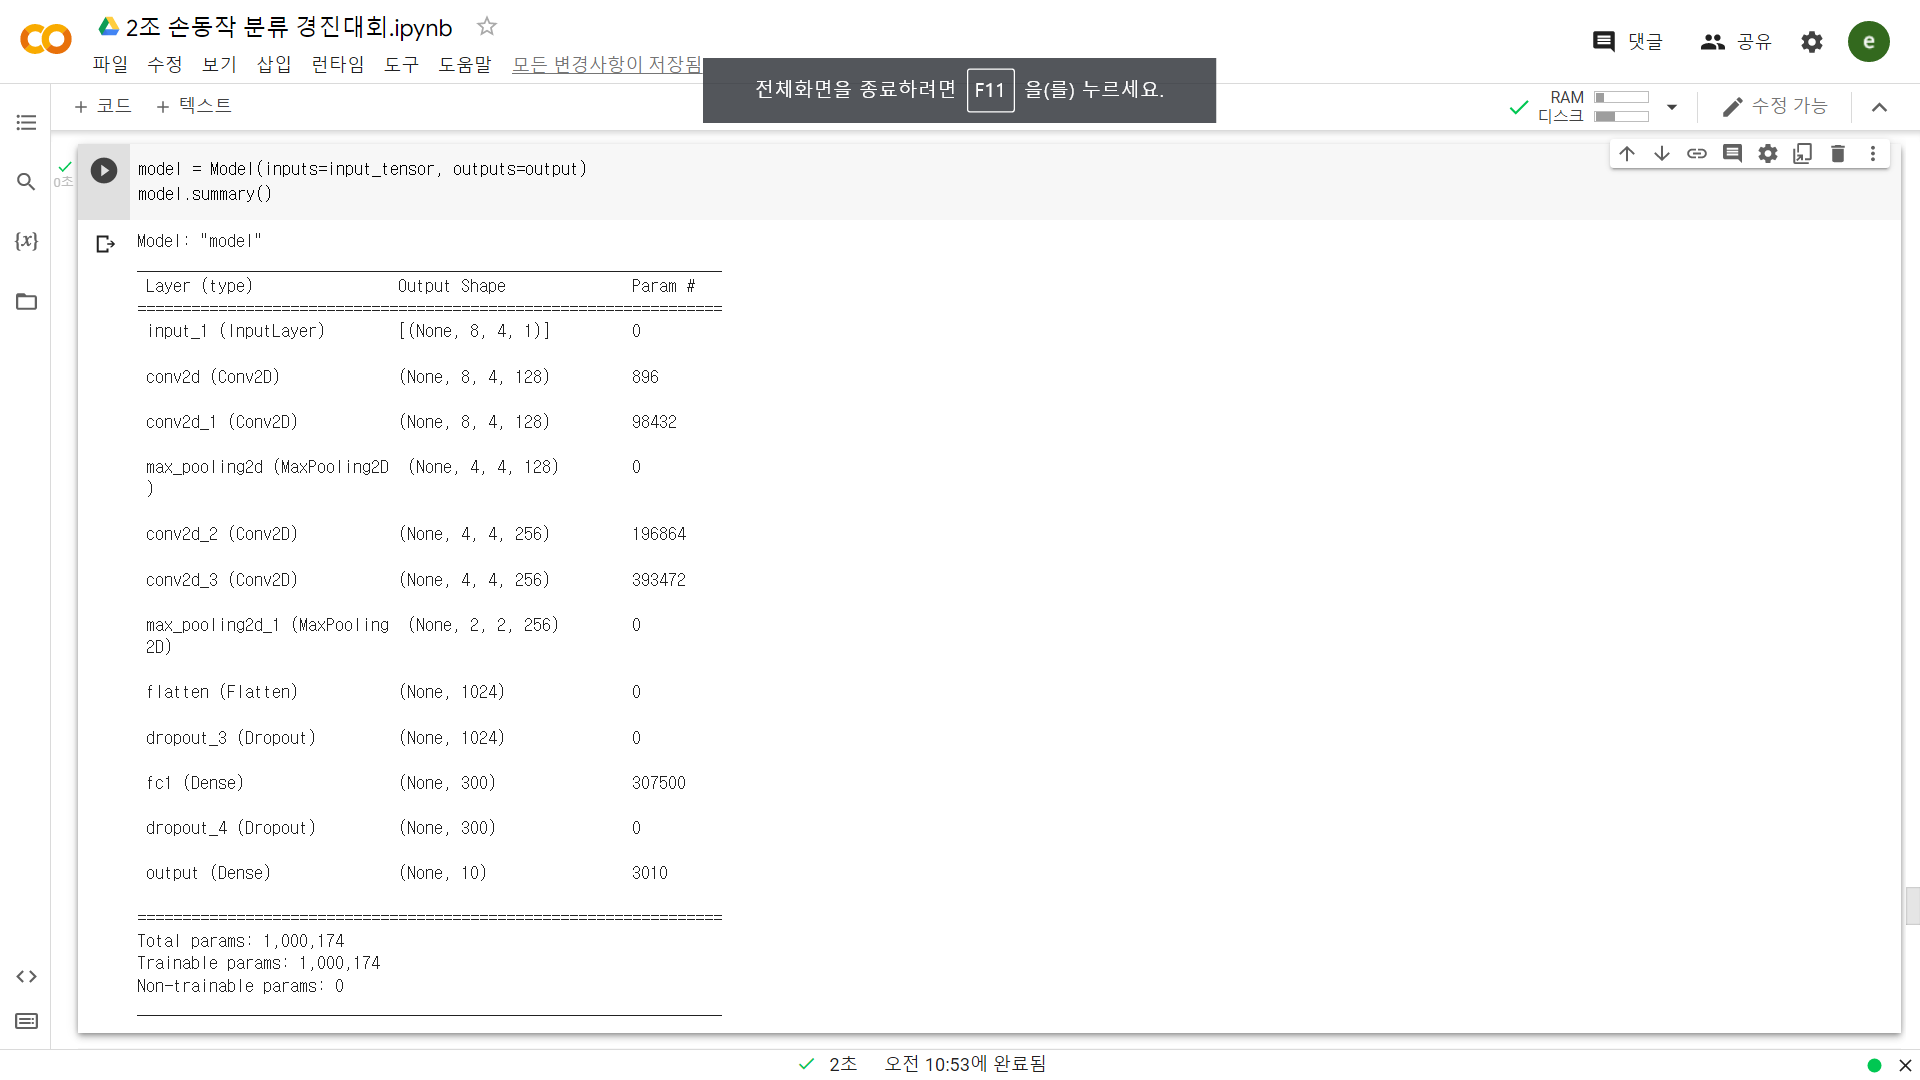 2조 손동작 분류 경진대회.ipynb
댓글
공유
e
파일 수정 보기 삽입 런타임 도구 도움말 모든 변경사항이 저장됨
전체화면을 종료하려면 F11 을(를) 누르세요.
+ 코드 + 텍스트
RAM
디스크
수정 가능
0초
model = Model(inputs=input_tensor, outputs=output)
model.summary()
{x}
Model: "model"
Layer (type) Output Shape Param #
=================================================================
input_1 (InputLayer) [(None, 8, 4, 1)] 0
conv2d (Conv2D) (None, 8, 4, 128) 896
conv2d_1 (Conv2D) (None, 8, 4, 128) 98432
max_pooling2d (MaxPooling2D (None, 4, 4, 128) 0
)
conv2d_2 (Conv2D) (None, 4, 4, 256) 196864
conv2d_3 (Conv2D) (None, 4, 4, 256) 393472
max_pooling2d_1 (MaxPooling (None, 2, 2, 256) 0
2D)
flatten (Flatten) (None, 1024) 0
dropout_3 (Dropout) (None, 1024) 0
fc1 (Dense) (None, 300) 307500
dropout_4 (Dropout) (None, 300) 0
output (Dense) (None, 10) 3010
=================================================================
Total params: 1,000,174
Trainable params: 1,000,174
Non-trainable params: 0
2초 오전 10:53에 완료됨